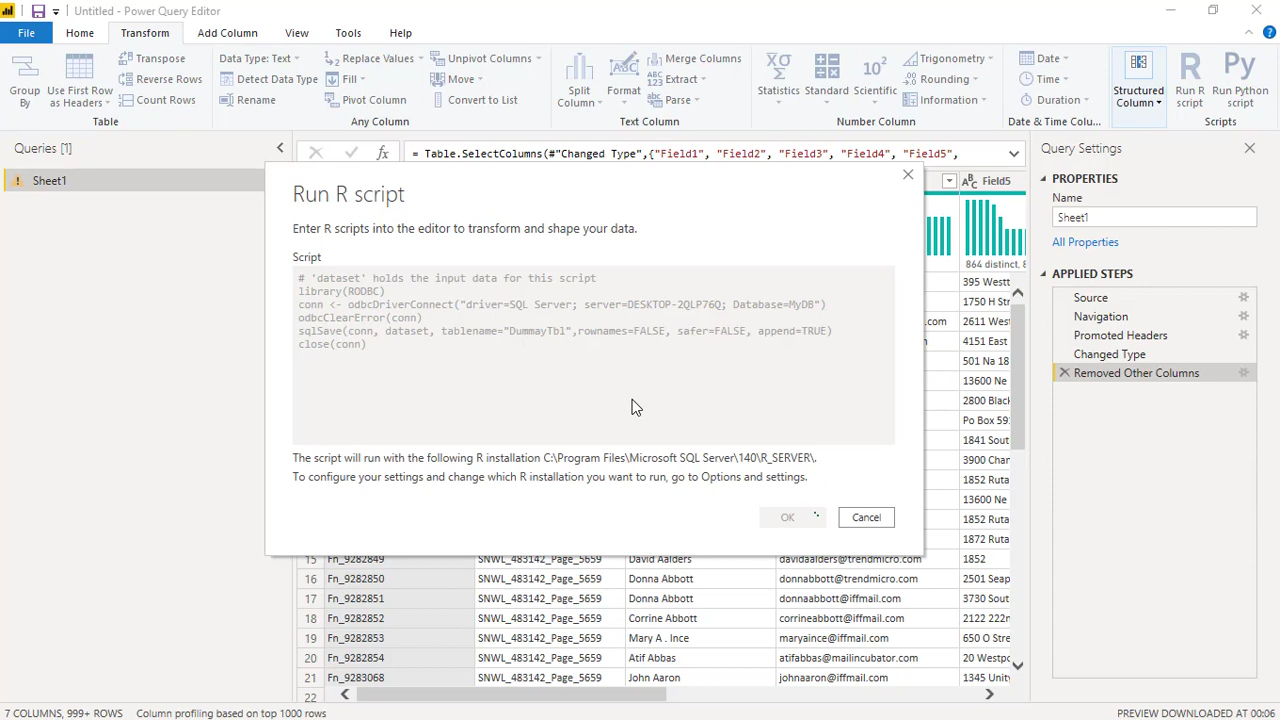 Untitled - Power Query Editor
File
Home
Transform
Add Column
View
Tools
Help
Group By
Use First Row as Headers
Transpose
Reverse Rows
Count Rows
Table
Data Type: Text
Detect Data Type
Rename
Replace Values
Fill
Pivot Column
Unpivot Columns
Move
Convert to List
Any Column
Split Column
Format
ABC
Merge Columns
ABC 123 Extract
abc Parse
Text Column
Statistics
Standard
10² Scientific
Trigonometry
Rounding
.00
Information
Number Column
Date
Time
Duration
Date & Time Colu...
Structured Column
R Run R script
Py Run Python script
Scripts
Queries [1]
Sheet1
fx
= Table.SelectColumns(#"Changed Type",{"Field1", "Field2", "Field3", "Field4", "Field5",
ABC Field5
864 distinct, 8
395 Westt
1750 H Str
.com
2611 West
4151 East
501 Na 18
13600 Ne
2800 Black
Po Box 591
1841 Sout
3900 Chan
1852 Ruta
13600 Ne
1852 Ruta
1872 Ruta
Run R script
Enter R scripts into the editor to transform and shape your data.
Script
# 'dataset' holds the input data for this script
library(RODBC)
conn <- odbcDriverConnect("driver=SQL Server; server=DESKTOP-2QLP76Q; Database=MyDB")
odbcClearError(conn)
sqlSave(conn, dataset, tablename="DummayTbl",rownames=FALSE, safer=FALSE, append=TRUE)
close(conn)
The script will run with the following R installation C:\Program Files\Microsoft SQL Server\140\R_SERVER\.
To configure your settings and change which R installation you want to run, go to Options and settings.
OK
Cancel
15 Fn_9282849 SNWL_483142_Page_5659 David Aalders davidaalders@trendmicro.com 1852
16 Fn_9282850 SNWL_483142_Page_5659 Donna Abbott donnabbott@trendmicro.com 2501 Seap
17 Fn_9282851 SNWL_483142_Page_5659 Donna Abbott donnaabbott@iffmail.com 3730 Sout
18 Fn_9282852 SNWL_483142_Page_5659 Corrine Abbott corrineabbott@iffmail.com 2122 222n
19 Fn_9282853 SNWL_483142_Page_5659 Mary A . Ince maryaince@iffmail.com 650 O Stre
20 Fn_9282854 SNWL_483142_Page_5659 Atif Abbas atifabbas@mailincubator.com 20 Westpo
21 Fn_9283068 SNWL_483142_Page_5659 John Aaron johnaaron@iffmail.com 1345 Unity
22
Query Settings
PROPERTIES
Name
Sheet1
All Properties
APPLIED STEPS
Source
Navigation
Promoted Headers
Changed Type
Removed Other Columns
7 COLUMNS, 999+ ROWS
Column profiling based on top 1000 rows
PREVIEW DOWNLOADED AT 00:06